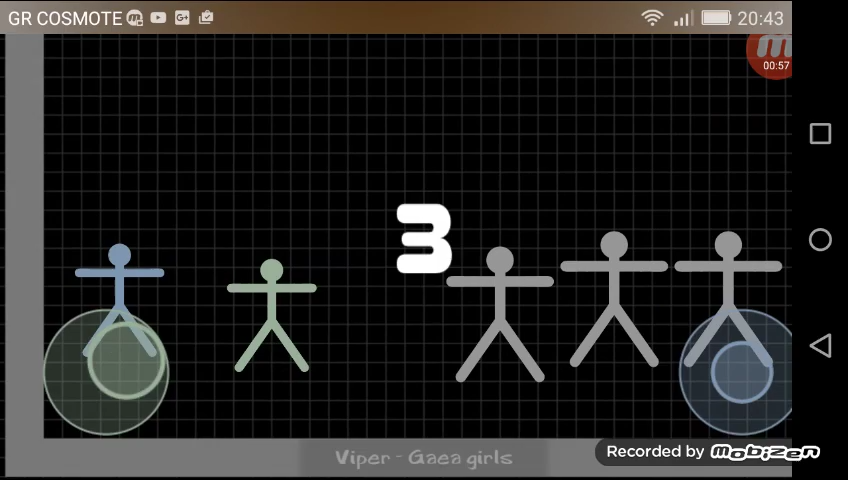 GR COSMOTE
20:43
00:57
3
Viper - Gaea girls
Recorded by mobizen